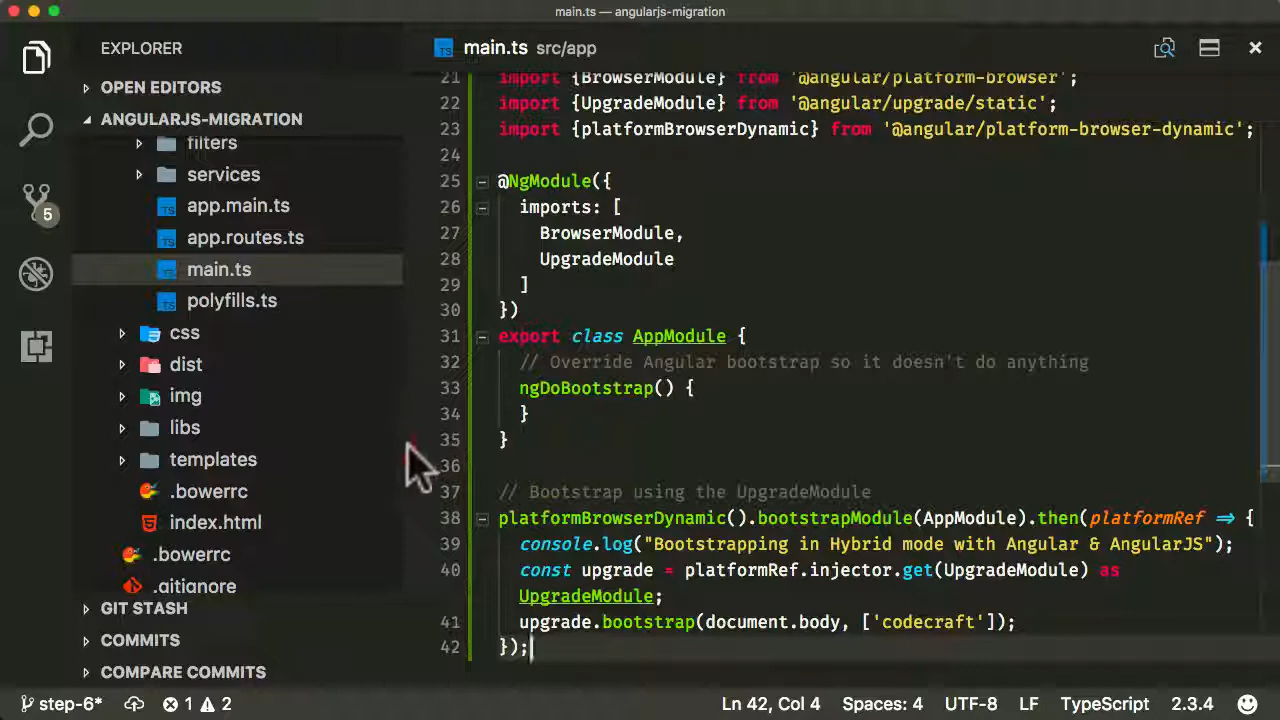 main.ts — angularjs-migration
EXPLORER
OPEN EDITORS
ANGULARJS-MIGRATION
filters
services
TS app.main.ts
TS app.routes.ts
TS main.ts
TS polyfills.ts
css
dist
img
libs
templates
.bowerrc
index.html
.bowerrc
.gitignore
GIT STASH
COMMITS
COMPARE COMMITS
5
TS main.ts src/app
21 import {BrowserModule} from '@angular/platform-browser';
22 import {UpgradeModule} from '@angular/upgrade/static';
23 import {platformBrowserDynamic} from '@angular/platform-browser-dynamic';
24
25 @NgModule({
26 imports: [
27 BrowserModule,
28 UpgradeModule
29 ]
30 })
31 export class AppModule {
32 // Override Angular bootstrap so it doesn't do anything
33 ngDoBootstrap() {
34 }
35 }
36
37 // Bootstrap using the UpgradeModule
38 platformBrowserDynamic().bootstrapModule(AppModule).then(platformRef => {
39 console.log("Bootstrapping in Hybrid mode with Angular & AngularJS");
40 const upgrade = platformRef.injector.get(UpgradeModule) as
UpgradeModule;
41 upgrade.bootstrap(document.body, ['codecraft']);
42 });
step-6* 1 2 Ln 42, Col 4 Spaces: 4 UTF-8 LF TypeScript 2.3.4